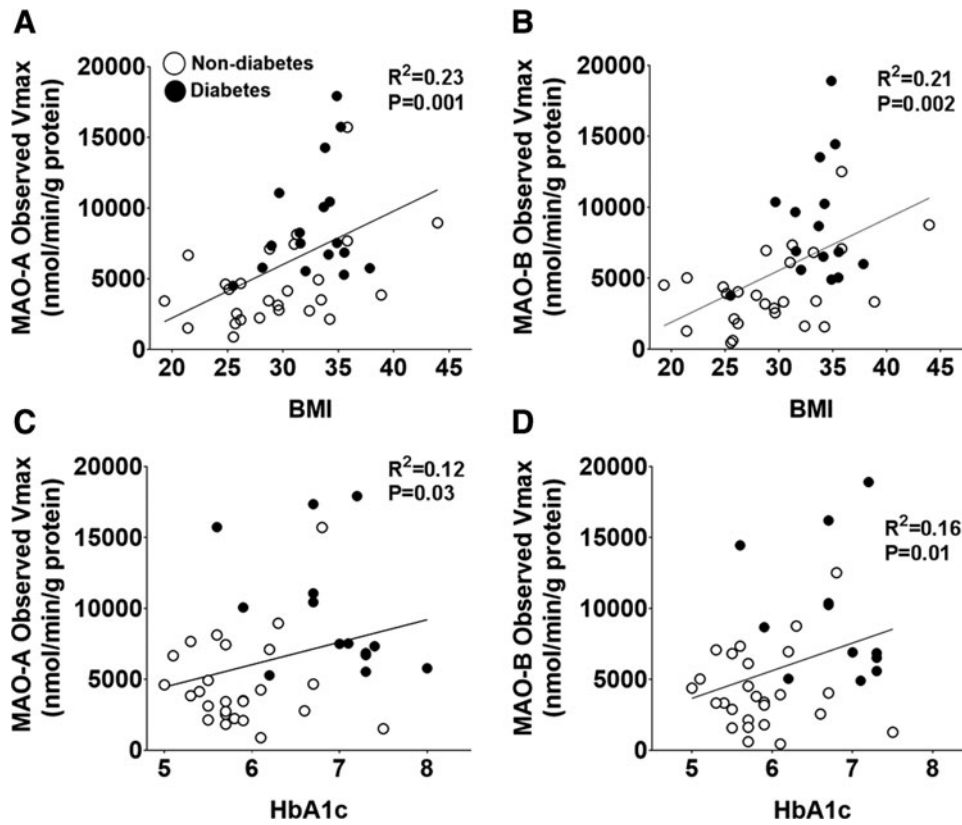 A
MAO-A Observed Vmax
(nmol/min/g protein)
20000
15000
10000
5000
0
Non-diabetes
Diabetes
R²=0.23
P=0.001
20 25 30 35 40 45
BMI
B
MAO-B Observed Vmax
(nmol/min/g protein)
20000
15000
10000
5000
0
R²=0.21
P=0.002
20 25 30 35 40 45
BMI
C
MAO-A Observed Vmax
(nmol/min/g protein)
20000
15000
10000
5000
0
R²=0.12
P=0.03
5 6 7 8
HbA1c
D
MAO-B Observed Vmax
(nmol/min/g protein)
20000
15000
10000
5000
0
R²=0.16
P=0.01
5 6 7 8
HbA1c